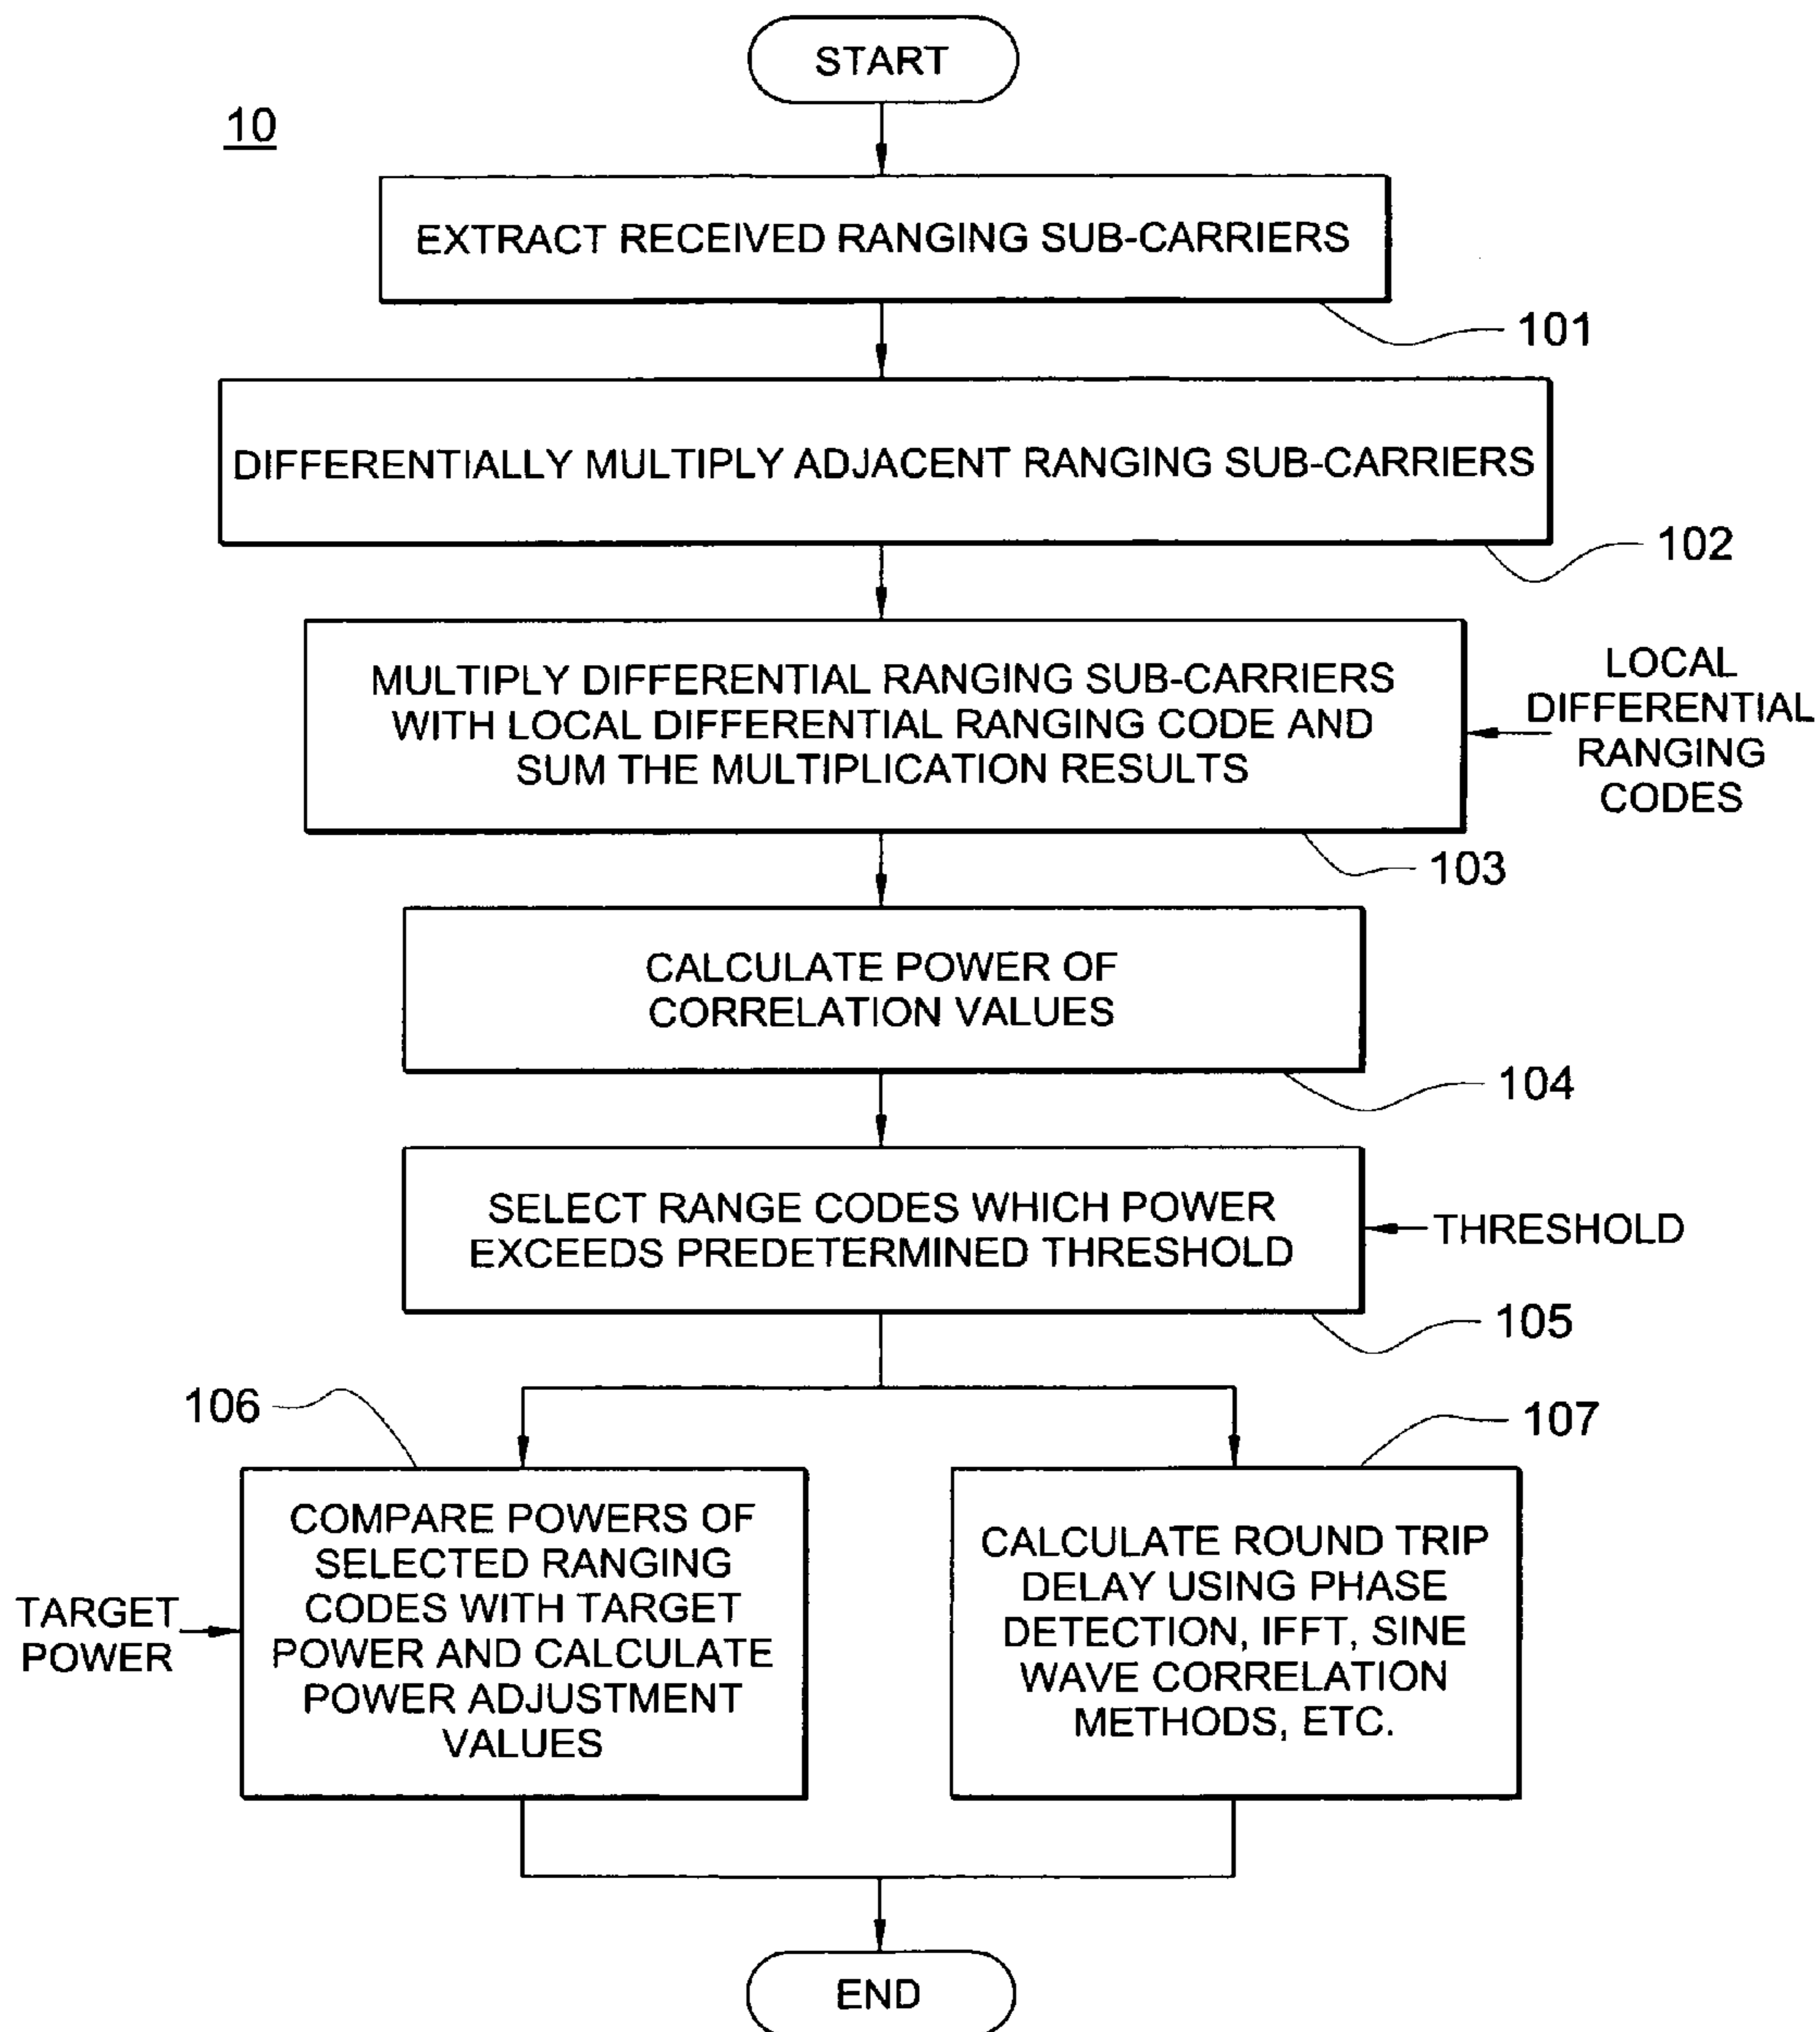 START
10
EXTRACT RECEIVED RANGING SUB-CARRIERS
101
DIFFERENTIALLY MULTIPLY ADJACENT RANGING SUB-CARRIERS
102
MULTIPLY DIFFERENTIAL RANGING SUB-CARRIERS
WITH LOCAL DIFFERENTIAL RANGING CODE AND
SUM THE MULTIPLICATION RESULTS
LOCAL
DIFFERENTIAL
RANGING
CODES
103
CALCULATE POWER OF
CORRELATION VALUES
104
SELECT RANGE CODES WHICH POWER
EXCEEDS PREDETERMINED THRESHOLD
THRESHOLD
105
106
107
TARGET
POWER
COMPARE POWERS OF
SELECTED RANGING
CODES WITH TARGET
POWER AND CALCULATE
POWER ADJUSTMENT
VALUES
CALCULATE ROUND TRIP
DELAY USING PHASE
DETECTION, IFFT, SINE
WAVE CORRELATION
METHODS, ETC.
END